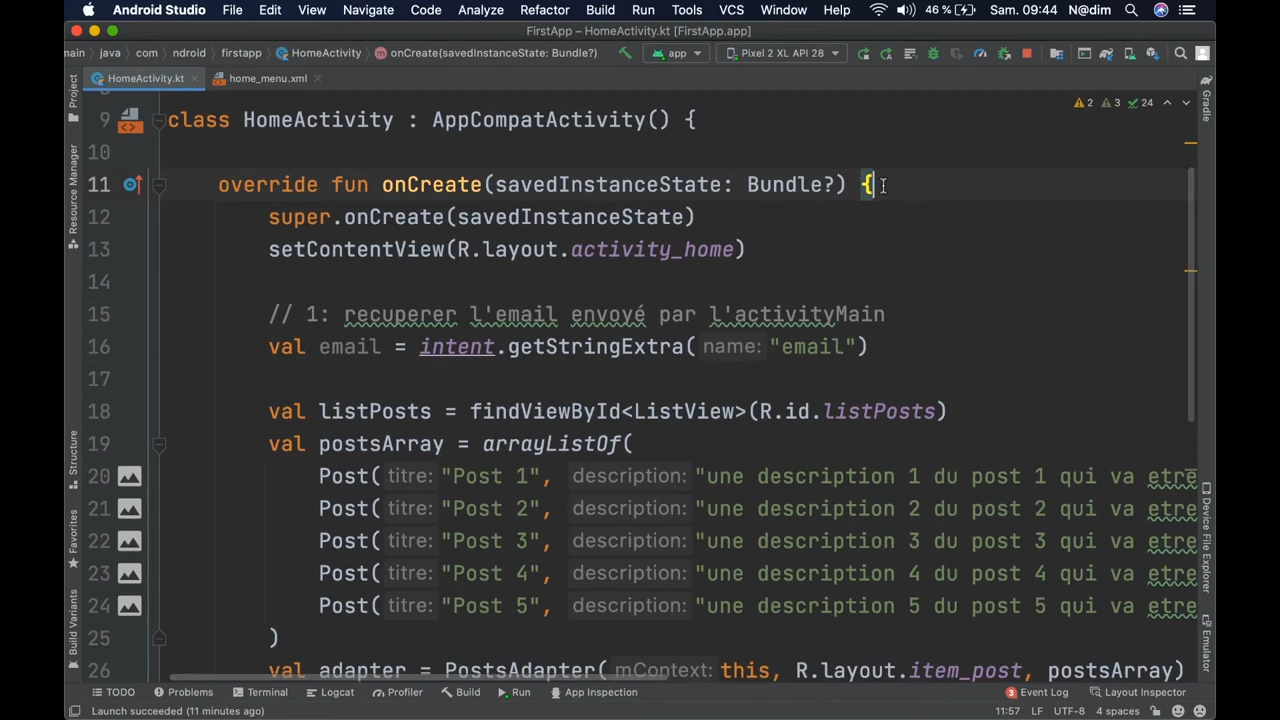 Android Studio File Edit View Navigate Code Analyze Refactor Build Run Tools VCS Window Help 46 % Sam. 09:44 N@dim
FirstApp – HomeActivity.kt [FirstApp.app]
main java com ndroid firstapp HomeActivity onCreate(savedInstanceState: Bundle?) app Pixel 2 XL API 28
HomeActivity.kt home_menu.xml
2 3 24
9 class HomeActivity : AppCompatActivity() {
10
11 override fun onCreate(savedInstanceState: Bundle?) {
12 super.onCreate(savedInstanceState)
13 setContentView(R.layout.activity_home)
14
15 // 1: recuperer l'email envoyé par l'activityMain
16 val email = intent.getStringExtra( name: "email")
17
18 val listPosts = findViewById<ListView>(R.id.listPosts)
19 val postsArray = arrayListOf(
20 Post( titre: "Post 1", description: "une description 1 du post 1 qui va etre
21 Post( titre: "Post 2", description: "une description 2 du post 2 qui va etre
22 Post( titre: "Post 3", description: "une description 3 du post 3 qui va etre
23 Post( titre: "Post 4", description: "une description 4 du post 4 qui va etre
24 Post( titre: "Post 5", description: "une description 5 du post 5 qui va etre
25 )
26 val adapter = PostsAdapter( mContext: this, R.layout.item_post, postsArray)
Project
Resource Manager
Structure
Favorites
Build Variants
Gradle
Device File Explorer
Emulator
TODO Problems Terminal Logcat Profiler Build Run App Inspection 3 Event Log Layout Inspector
Launch succeeded (11 minutes ago) 11:57 LF UTF-8 4 spaces